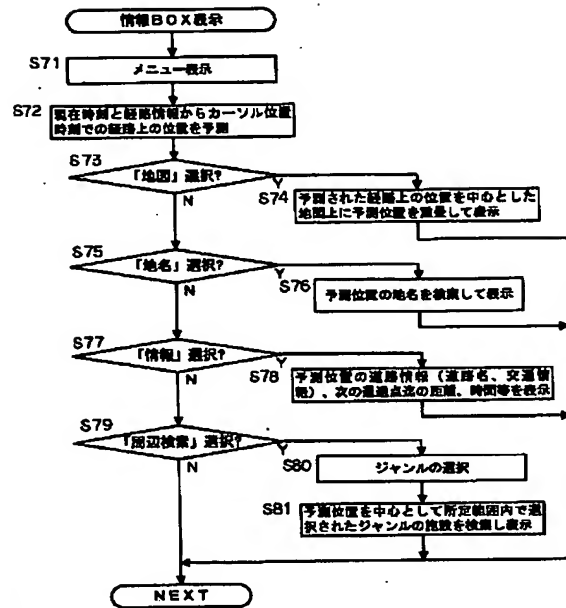 情報BOX表示
S71
メニュー表示
S72
現在時刻と経路情報からカーソル位置
時刻での経路上の位置を予測
S73
「地図」選択?
Y
N
S74
予測された経路上の位置を中心とした
地図上に予測位置を重畳して表示
S75
「地名」選択?
Y
N
S76
予測位置の地名を検索して表示
S77
「情報」選択?
Y
N
S78
予測位置の道路情報(道路名、交通情
報)、次の通過点迄の距離、時間等を表示
S79
「周辺検索」選択?
Y
N
S80
ジャンルの選択
S81
予測位置を中心として所定範囲内で選
択されたジャンルの施設を検索し表示
NEXT